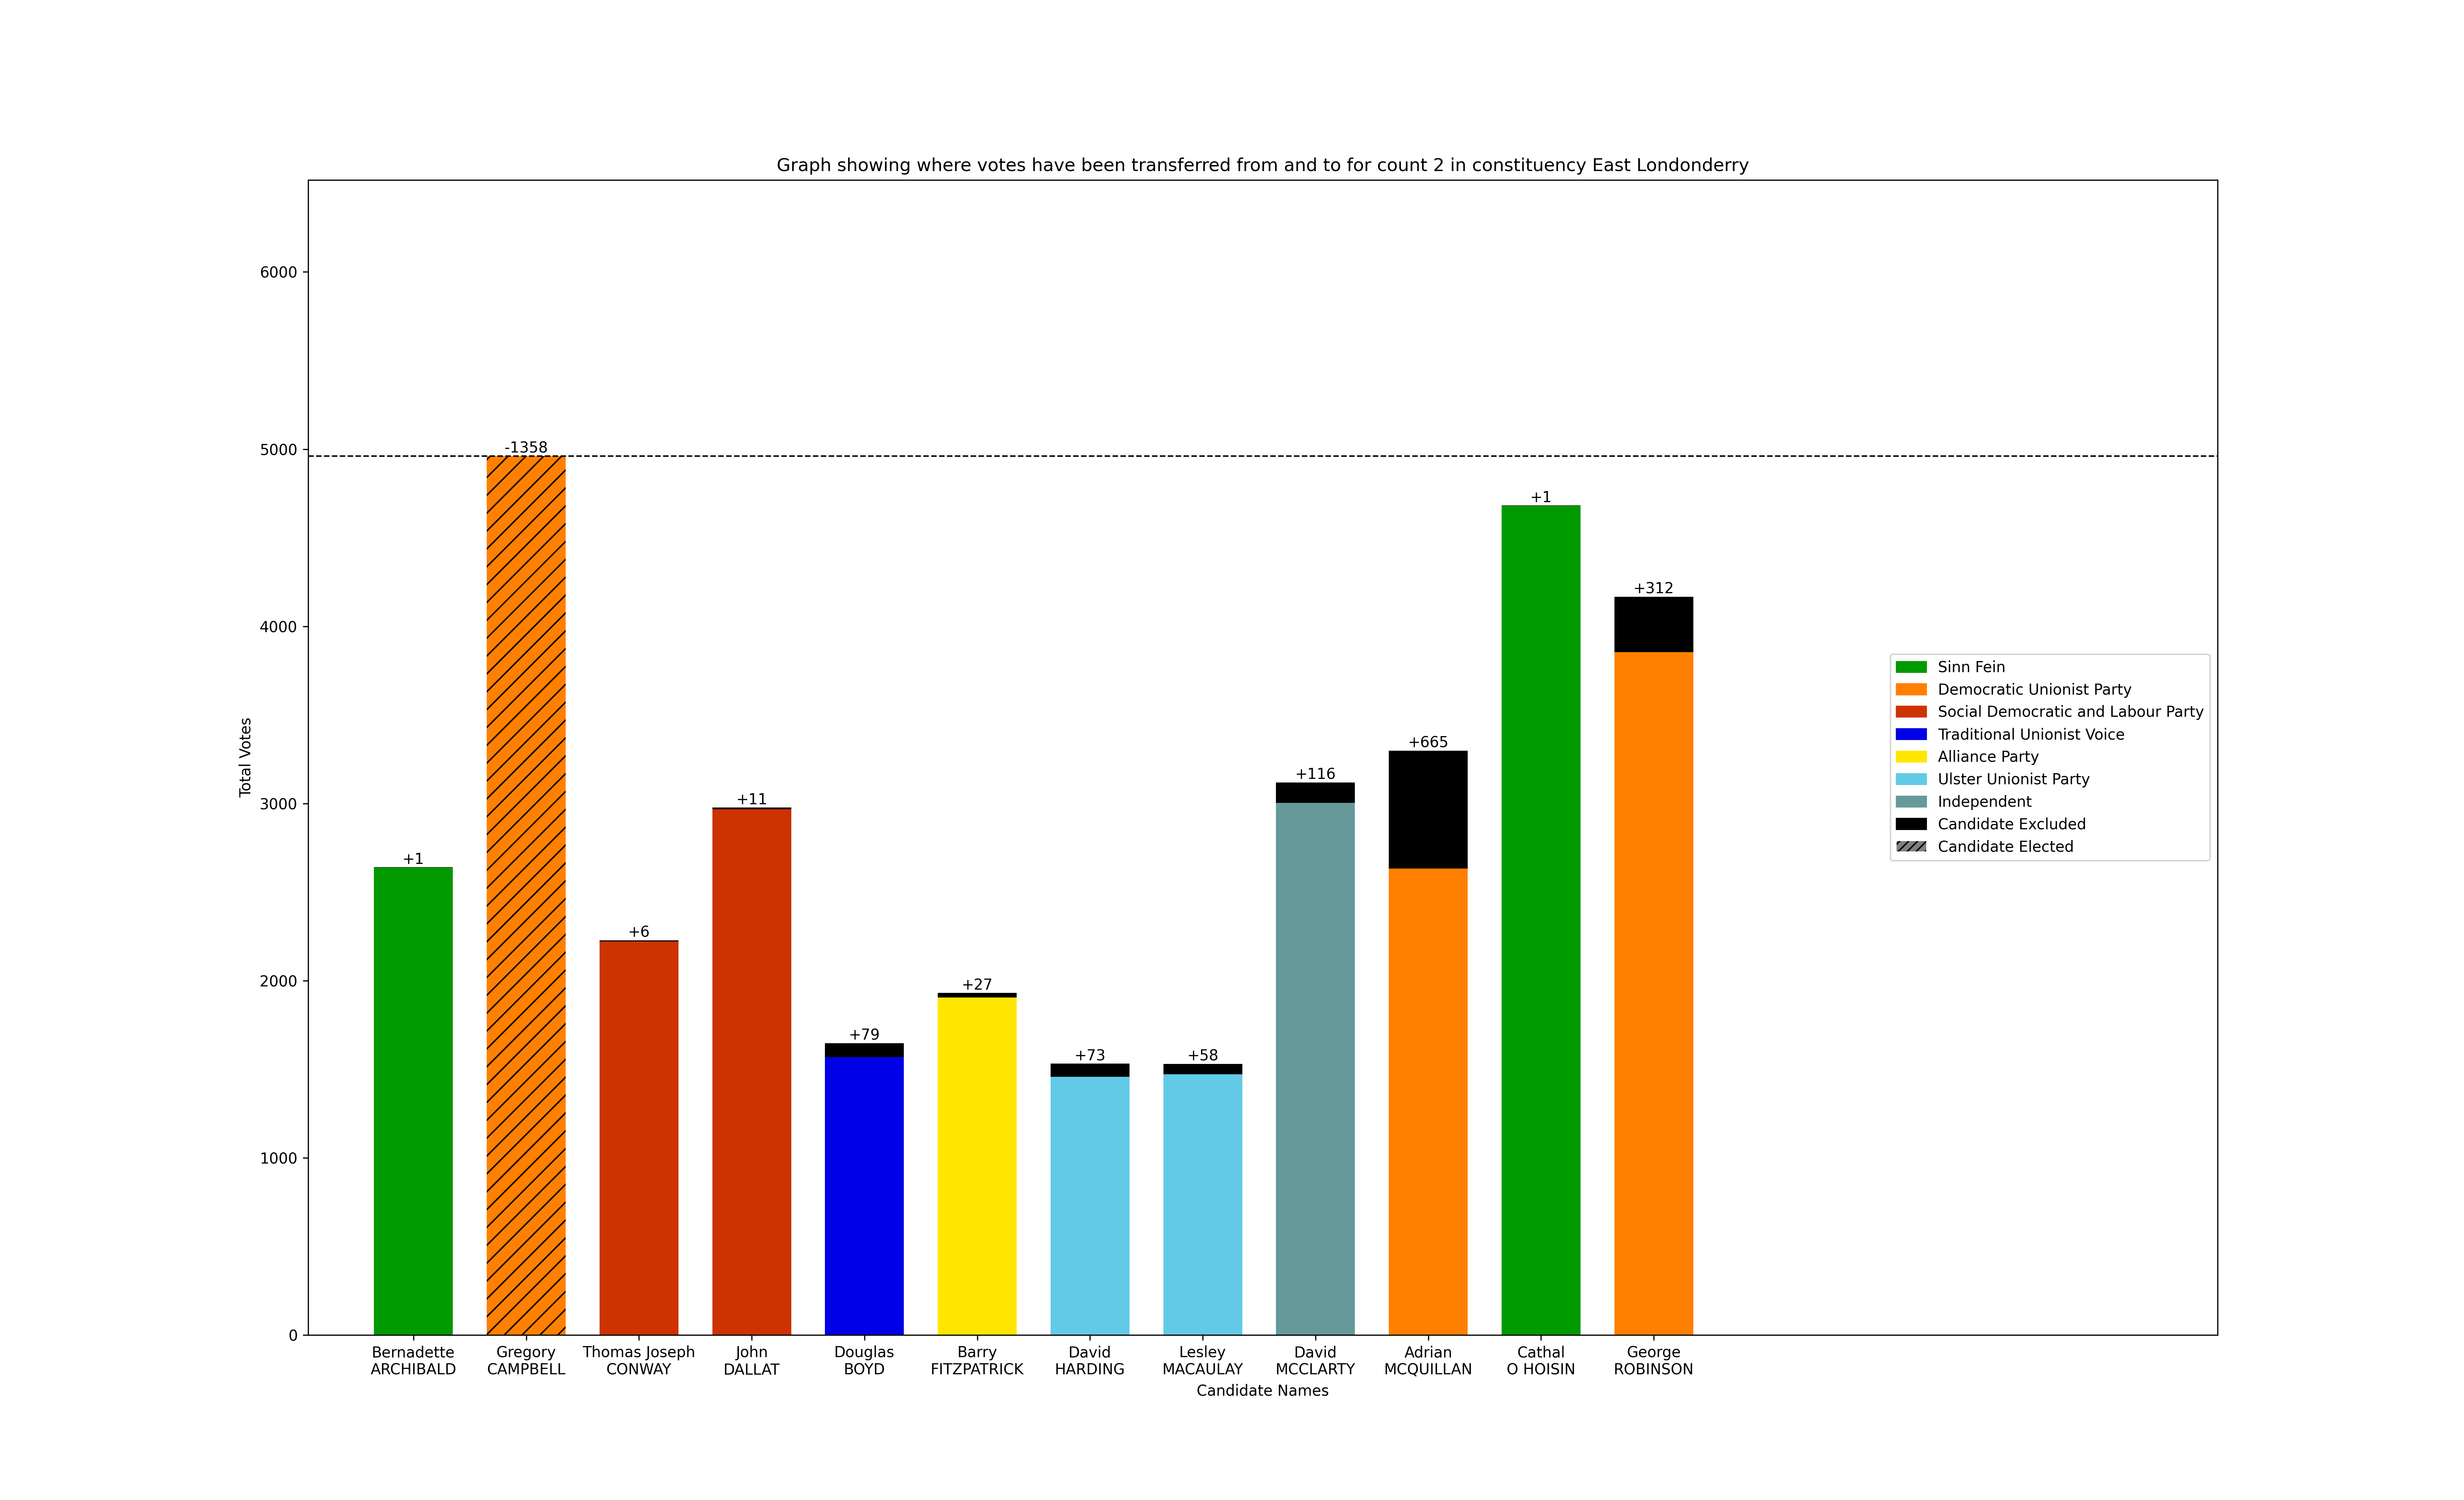 Graph showing where votes have been transferred from and to for count 2 in constituency East Londonderry
6000
5000
4000
3000
2000
1000
0
Total Votes
+1
-1358
+6
+11
+79
+27
+73
+58
+116
+665
+1
+312
Sinn Fein
Democratic Unionist Party
Social Democratic and Labour Party
Traditional Unionist Voice
Alliance Party
Ulster Unionist Party
Independent
Candidate Excluded
Candidate Elected
Bernadette
ARCHIBALD
Gregory
CAMPBELL
Thomas Joseph
CONWAY
John
DALLAT
Douglas
BOYD
Barry
FITZPATRICK
David
HARDING
Lesley
MACAULAY
David
MCCLARTY
Adrian
MCQUILLAN
Cathal
O HOISIN
George
ROBINSON
Candidate Names